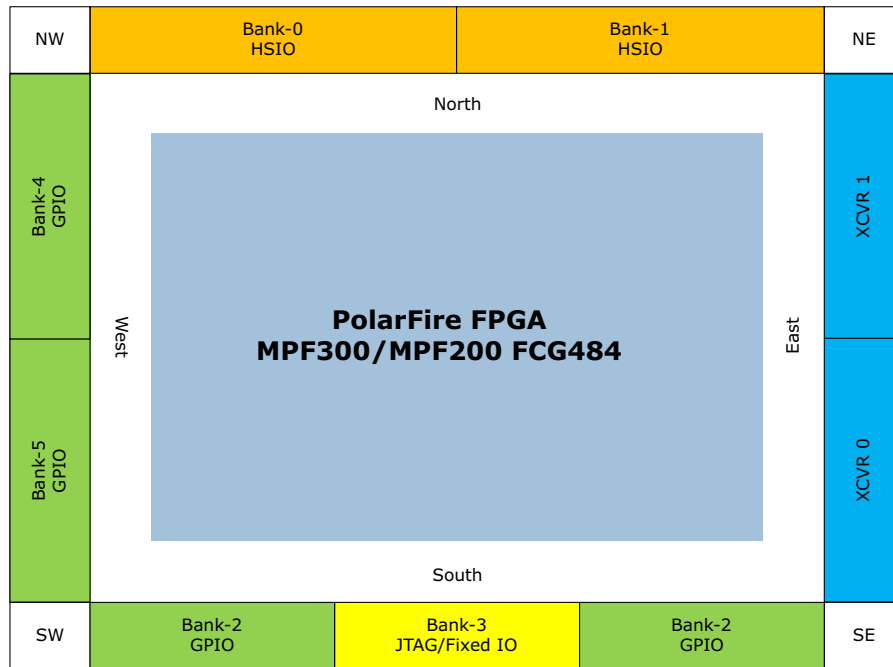 NW
Bank-0
HSIO
Bank-1
HSIO
NE
North
Bank-4
GPIO
XCVR 1
West
PolarFire FPGA
MPF300/MPF200 FCG484
East
Bank-5
GPIO
XCVR 0
South
SW
Bank-2
GPIO
Bank-3
JTAG/Fixed IO
Bank-2
GPIO
SE